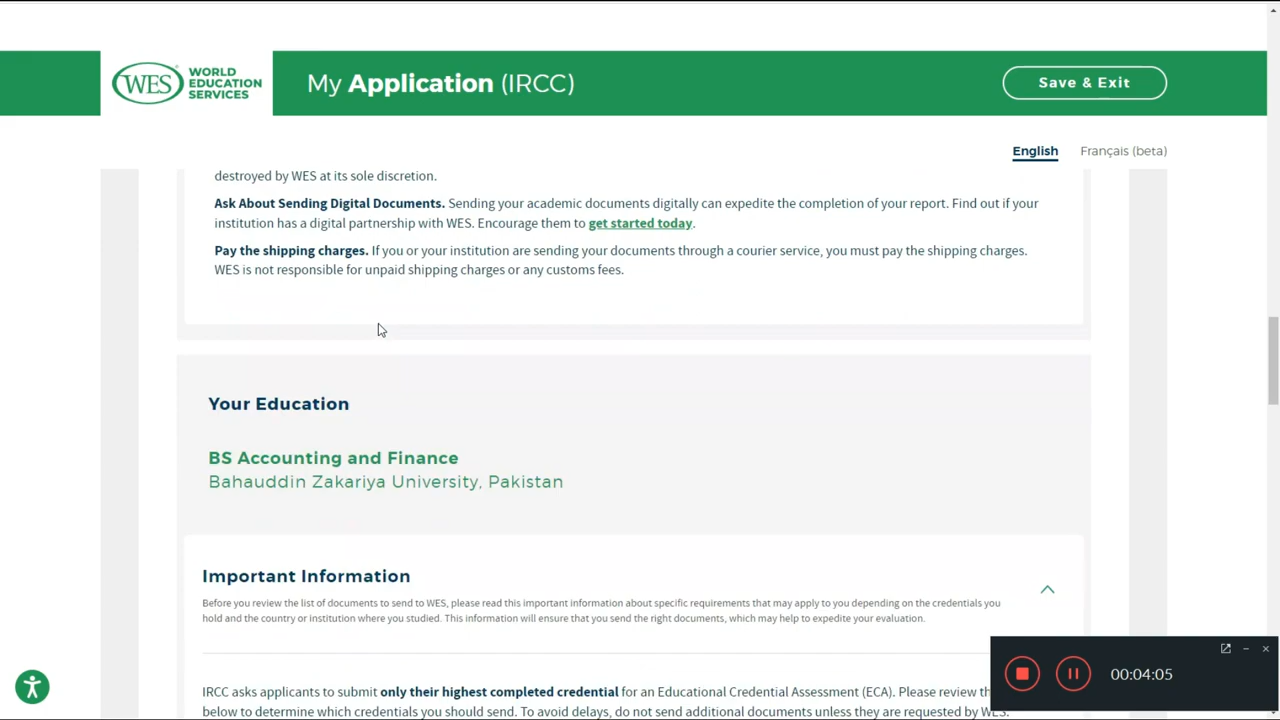 WES
WORLD
EDUCATION
SERVICES
My Application (IRCC)
Save & Exit
English
Français (beta)
destroyed by WES at its sole discretion.
Ask About Sending Digital Documents. Sending your academic documents digitally can expedite the completion of your report. Find out if your
institution has a digital partnership with WES. Encourage them to get started today.
Pay the shipping charges. If you or your institution are sending your documents through a courier service, you must pay the shipping charges.
WES is not responsible for unpaid shipping charges or any customs fees.
Your Education
BS Accounting and Finance
Bahauddin Zakariya University, Pakistan
Important Information
Before you review the list of documents to send to WES, please read this important information about specific requirements that may apply to you depending on the credentials you
hold and the country or institution where you studied. This information will ensure that you send the right documents, which may help to expedite your evaluation.
IRCC asks applicants to submit only their highest completed credential for an Educational Credential Assessment (ECA). Please review th
below to determine which credentials you should send. To avoid delays, do not send additional documents unless they are requested by WES.
00:04:05